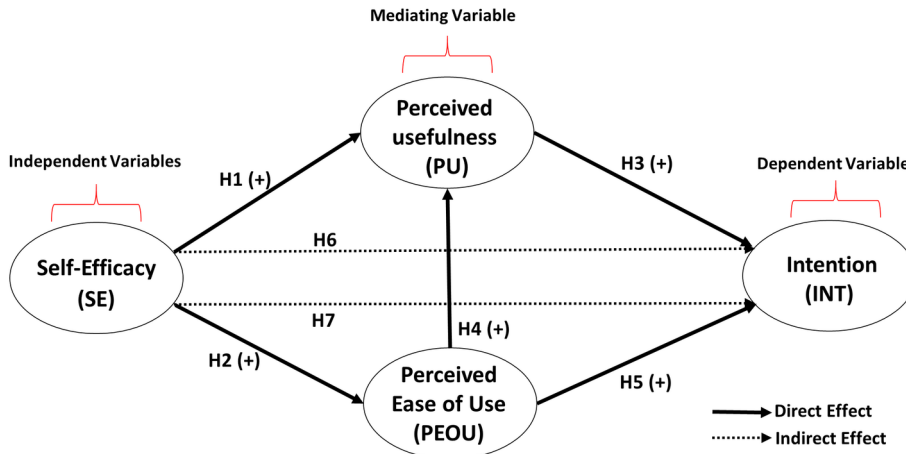 Mediating Variable
Perceived
usefulness
(PU)
Independent Variables
Dependent Variable
H1 (+)
H3 (+)
H6
Self-Efficacy
(SE)
Intention
(INT)
H7
H4 (+)
H2 (+)
H5 (+)
Perceived
Ease of Use
(PEOU)
Direct Effect
Indirect Effect